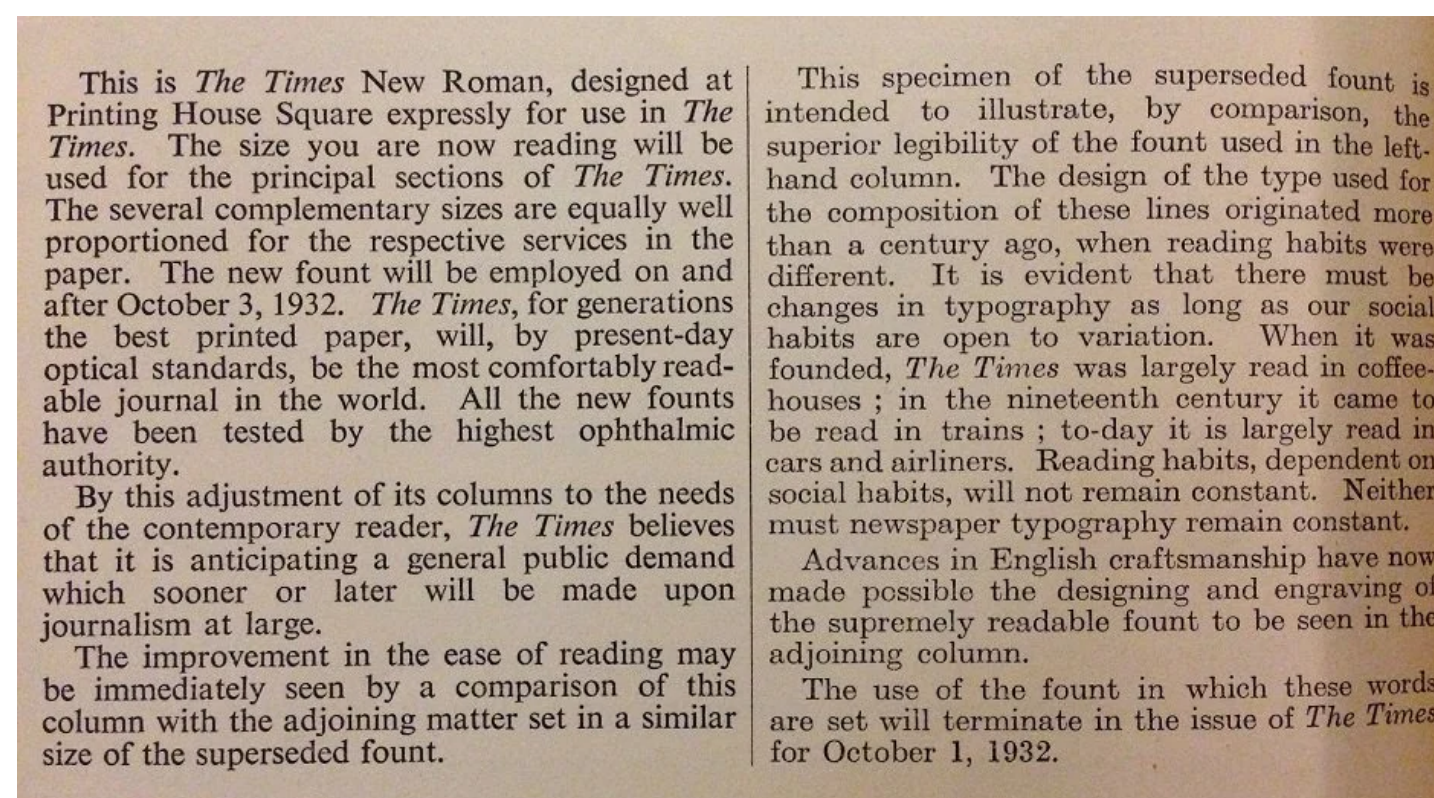 This is The Times New Roman, designed at
Printing House Square expressly for use in The
Times. The size you are now reading will be
used for the principal sections of The Times.
The several complementary sizes are equally well
proportioned for the respective services in the
paper. The new fount will be employed on and
after October 3, 1932. The Times, for generations
the best printed paper, will, by present-day
optical standards, be the most comfortably read-
able journal in the world. All the new founts
have been tested by the highest ophthalmic
authority.
By this adjustment of its columns to the needs
of the contemporary reader, The Times believes
that it is anticipating a general public demand
which sooner or later will be made upon
journalism at large.
The improvement in the ease of reading may
be immediately seen by a comparison of this
column with the adjoining matter set in a similar
size of the superseded fount.
This specimen of the superseded fount is
intended to illustrate, by comparison, the
superior legibility of the fount used in the left-
hand column. The design of the type used for
the composition of these lines originated more
than a century ago, when reading habits were
different. It is evident that there must be
changes in typography as long as our social
habits are open to variation. When it was
founded, The Times was largely read in coffee-
houses ; in the nineteenth century it came to
be read in trains ; to-day it is largely read in
cars and airliners. Reading habits, dependent on
social habits, will not remain constant. Neither
must newspaper typography remain constant.
Advances in English craftsmanship have now
made possible the designing and engraving of
the supremely readable fount to be seen in the
adjoining column.
The use of the fount in which these words
are set will terminate in the issue of The Times
for October 1, 1932.